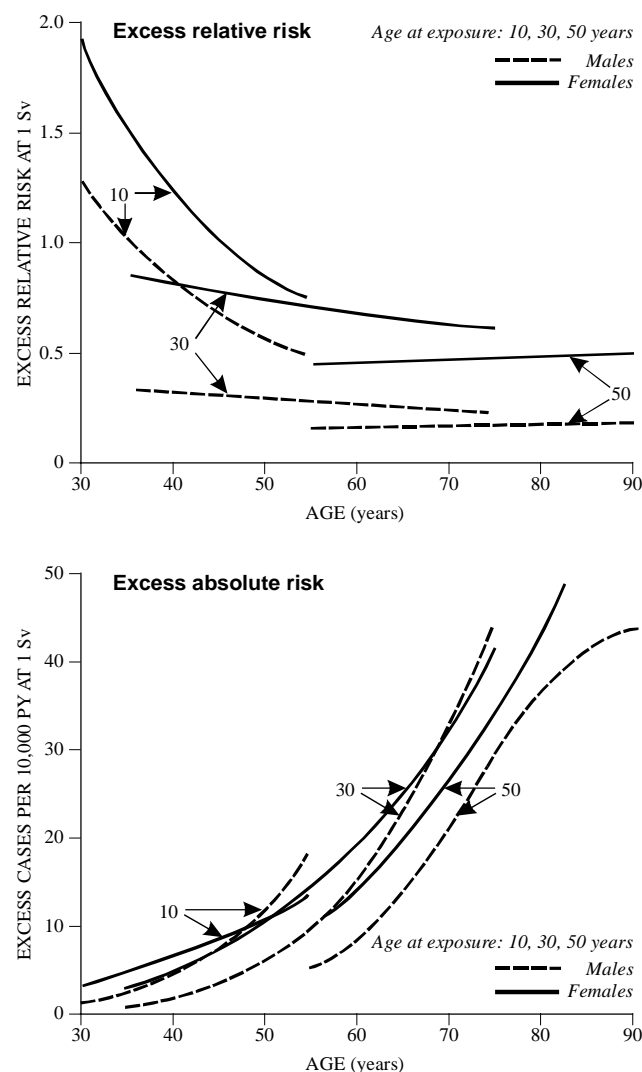 2.0
Excess relative risk
Age at exposure: 10, 30, 50 years
Males
Females
1.5
10
1.0
30
0.5
50
0
30 40 50 60 70 80 90
AGE (years)
EXCESS RELATIVE RISK AT 1 Sv
50
Excess absolute risk
40
30
30
50
20
10
10
Age at exposure: 10, 30, 50 years
Males
Females
0
30 40 50 60 70 80 90
AGE (years)
EXCESS CASES PER 10,000 PY AT 1 Sv